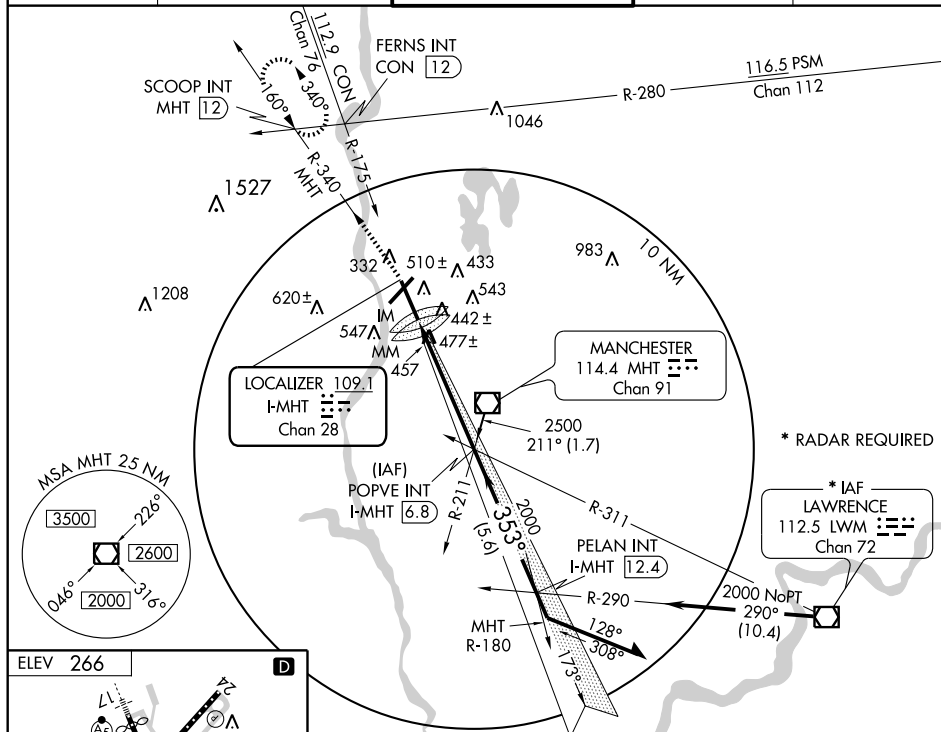 112.9 CON
Chan 76
FERNS INT
CON 12
SCOOP INT
MHT 12
160°
340°
116.5 PSM
Chan 112
R-280
1046
R-340
MHT
R-175
1527
10 NM
983
332
510±
433
1208
620±
543
IM
442±
547
477±
MM
457
MANCHESTER
114.4 MHT
Chan 91
LOCALIZER 109.1
I-MHT
Chan 28
2500
211° (1.7)
* RADAR REQUIRED
(IAF)
POPVE INT
I-MHT 6.8
R-211
353°
(5.6)
2000
R-311
* IAF
LAWRENCE
112.5 LWM
Chan 72
MSA MHT 25 NM
3500
226°
2600
046°
2000
316°
PELAN INT
I-MHT 12.4
R-290
2000 NoPT
290°
(10.4)
MHT
R-180
128°
308°
173°
ELEV 266
D
17
24
P
A5